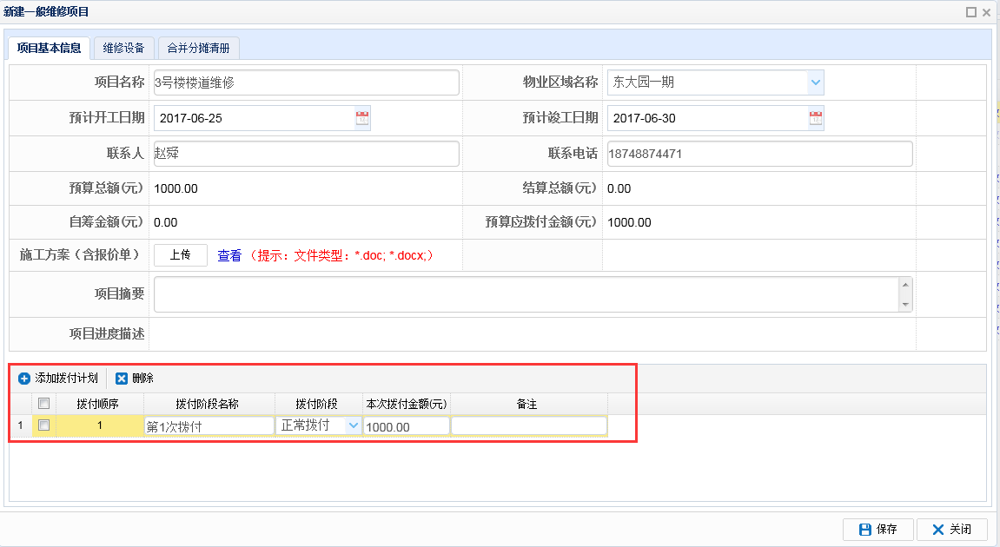 新建一般维修项目
项目基本信息 维修设备 合并分摊清册
项目名称 3号楼楼道维修 物业区域名称 东大园一期
预计开工日期 2017-06-25 预计竣工日期 2017-06-30
联系人 赵舜 联系电话 18748874471
预算总额(元) 1000.00 结算总额(元) 0.00
自筹金额(元) 0.00 预算应拨付金额(元) 1000.00
施工方案（含报价单） 上传 查看 （提示：文件类型：*.doc; *.docx;）
项目摘要
项目进度描述
添加拨付计划 删除
拨付顺序 拨付阶段名称 拨付阶段 本次拨付金额(元) 备注
1 1 第1次拨付 正常拨付 1000.00
保存 关闭